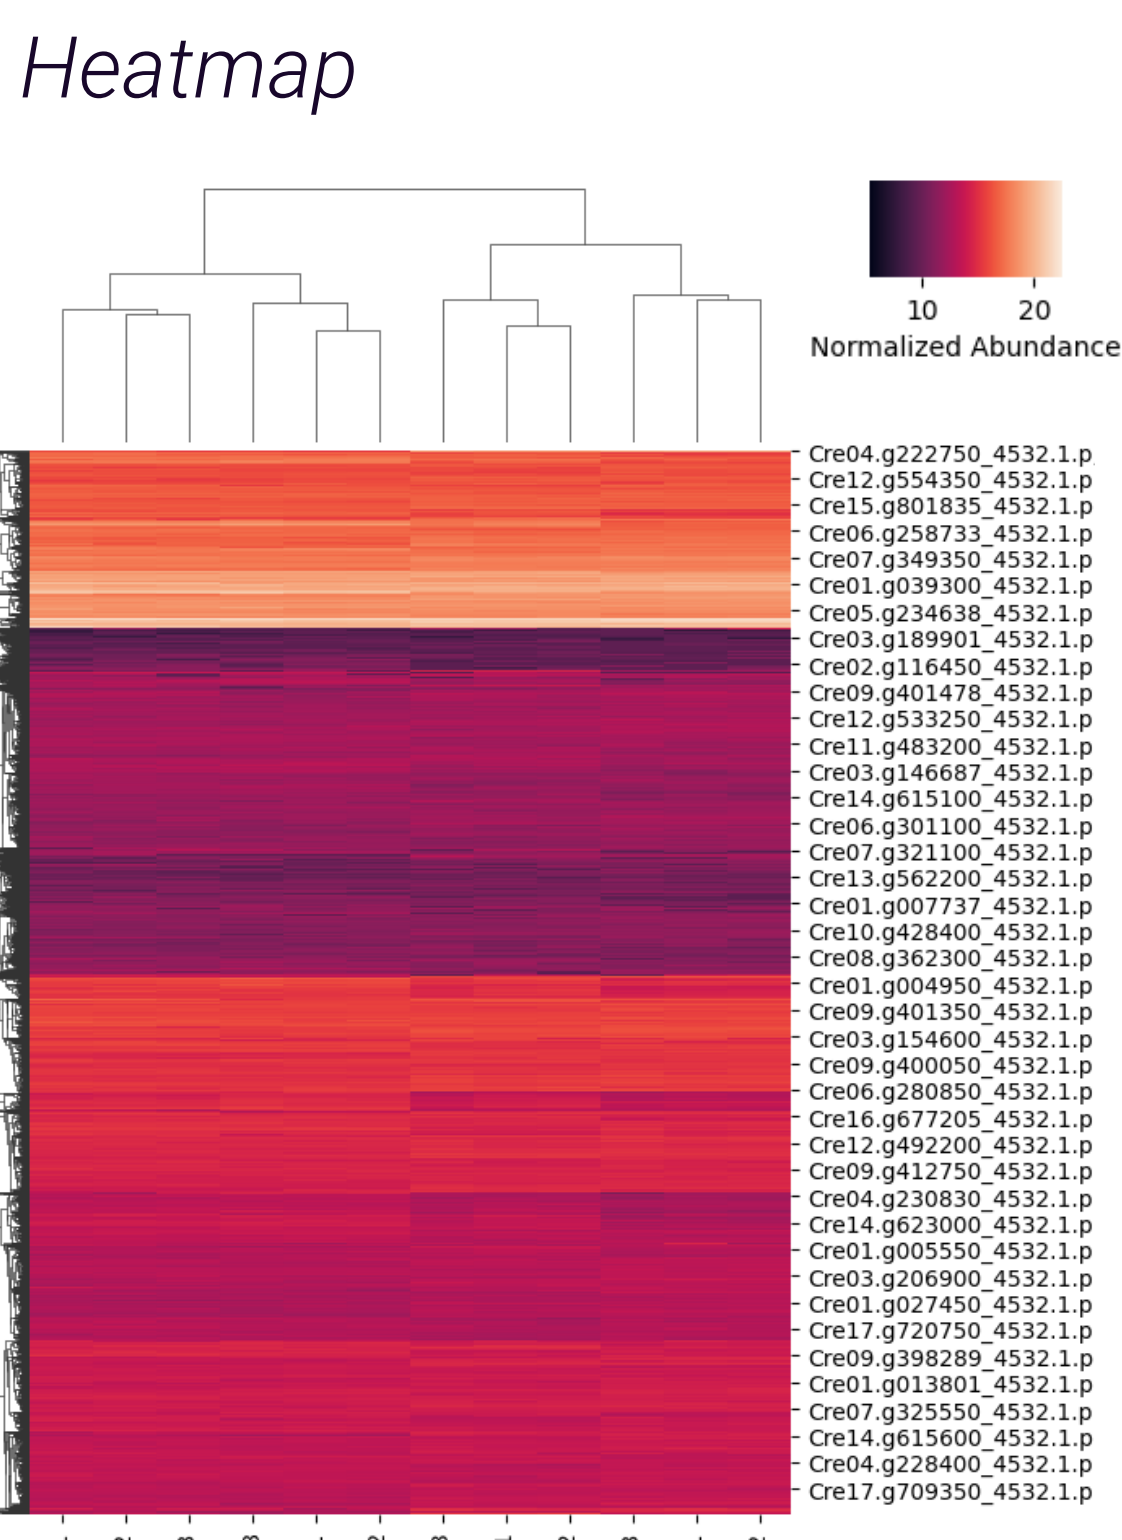 Heatmap
10 20
Normalized Abundance
Cre04.g222750_4532.1.p
Cre12.g554350_4532.1.p
Cre15.g801835_4532.1.p
Cre06.g258733_4532.1.p
Cre07.g349350_4532.1.p
Cre01.g039300_4532.1.p
Cre05.g234638_4532.1.p
Cre03.g189901_4532.1.p
Cre02.g116450_4532.1.p
Cre09.g401478_4532.1.p
Cre12.g533250_4532.1.p
Cre11.g483200_4532.1.p
Cre03.g146687_4532.1.p
Cre14.g615100_4532.1.p
Cre06.g301100_4532.1.p
Cre07.g321100_4532.1.p
Cre13.g562200_4532.1.p
Cre01.g007737_4532.1.p
Cre10.g428400_4532.1.p
Cre08.g362300_4532.1.p
Cre01.g004950_4532.1.p
Cre09.g401350_4532.1.p
Cre03.g154600_4532.1.p
Cre09.g400050_4532.1.p
Cre06.g280850_4532.1.p
Cre16.g677205_4532.1.p
Cre12.g492200_4532.1.p
Cre09.g412750_4532.1.p
Cre04.g230830_4532.1.p
Cre14.g623000_4532.1.p
Cre01.g005550_4532.1.p
Cre03.g206900_4532.1.p
Cre01.g027450_4532.1.p
Cre17.g720750_4532.1.p
Cre09.g398289_4532.1.p
Cre01.g013801_4532.1.p
Cre07.g325550_4532.1.p
Cre14.g615600_4532.1.p
Cre04.g228400_4532.1.p
Cre17.g709350_4532.1.p